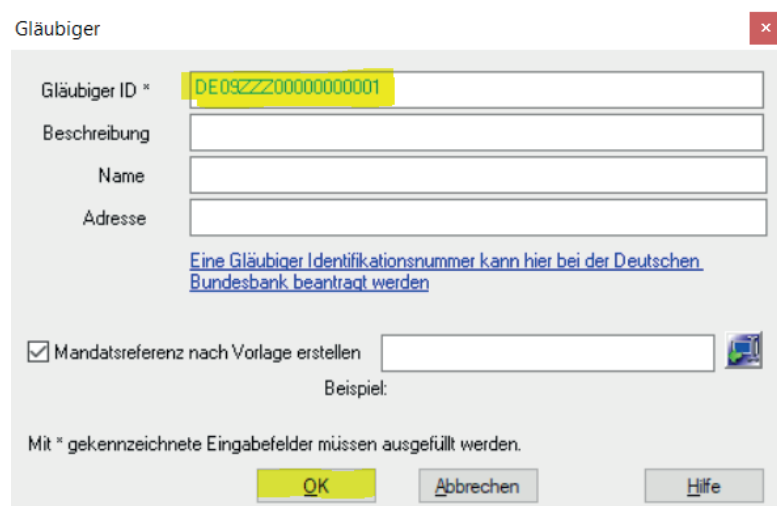 Gläubiger
Gläubiger ID * DE09ZZZ00000000001
Beschreibung
Name
Adresse
Eine Gläubiger Identifikationsnummer kann hier bei der Deutschen
Bundesbank beantragt werden
Mandatsreferenz nach Vorlage erstellen
Beispiel:
Mit * gekennzeichnete Eingabefelder müssen ausgefüllt werden.
OK Abbrechen Hilfe